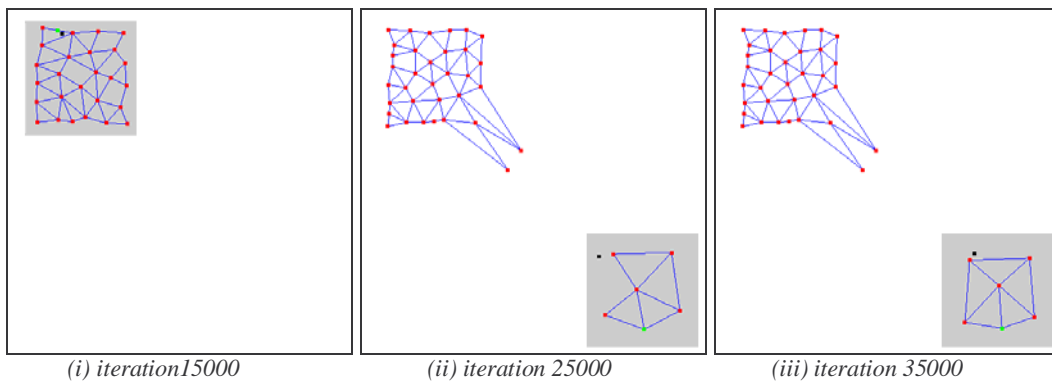 (i) iteration15000
(ii) iteration 25000
(iii) iteration 35000